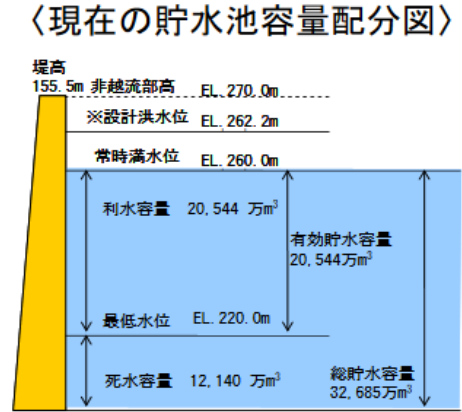 〈現在の貯水池容量配分図〉
堤高
155.5m 非越流部高 EL.270.0m
※設計洪水位 EL.262.2m
常時満水位 EL.260.0m
利水容量 20,544 万m³
有効貯水容量
20,544万m³
最低水位 EL.220.0m
死水容量 12,140 万m³
総貯水容量
32,685万m³